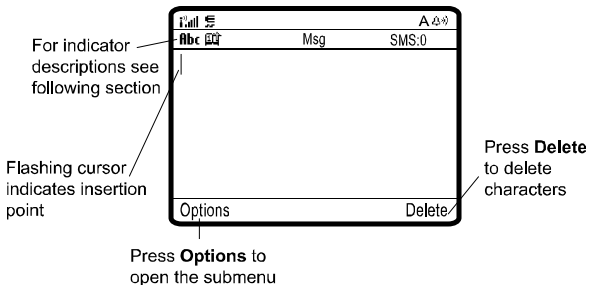 A
For indicator
descriptions see
following section
Abc Msg SMS:0
Flashing cursor
indicates insertion
point
Press Delete
to delete
characters
Options Delete
Press Options to
open the submenu